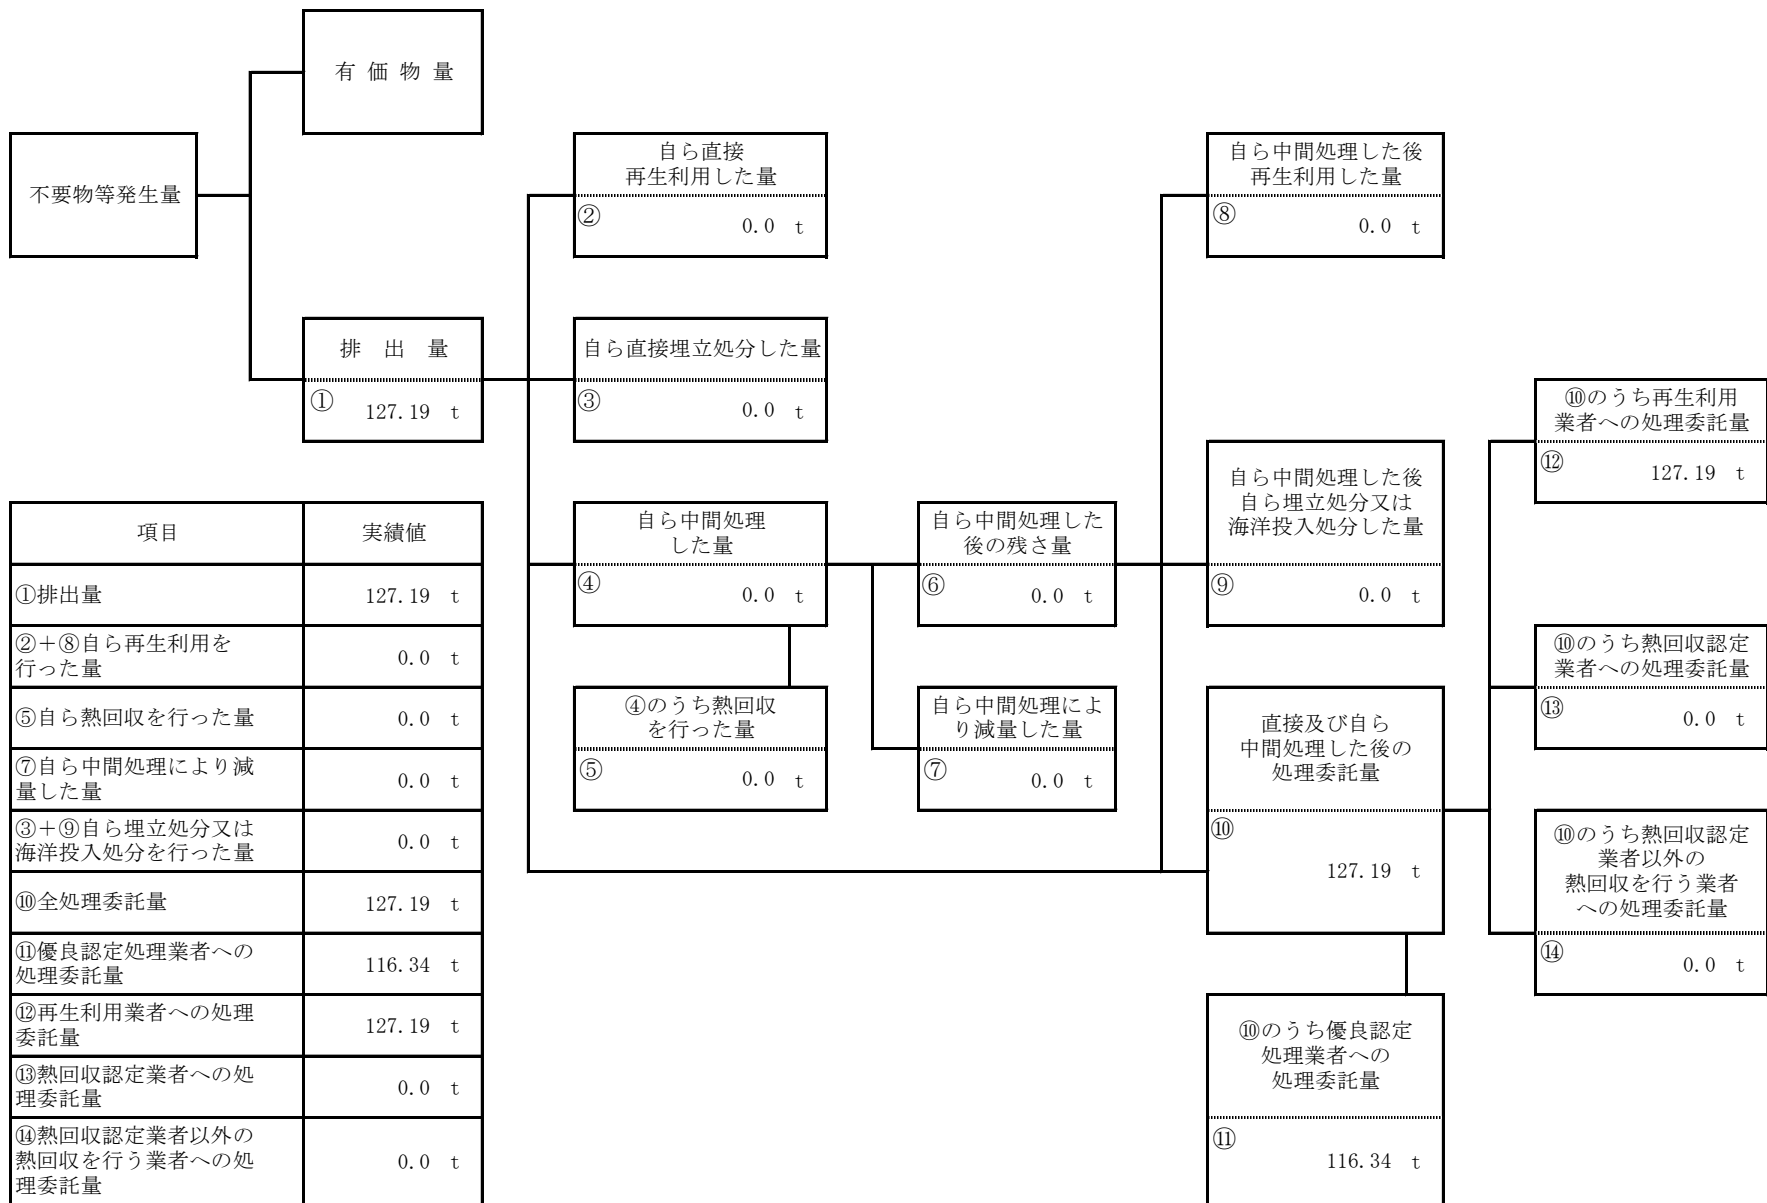 有 価 物 量
不要物等発生量
自ら直接
再生利用した量
② 0.0 t
自ら中間処理した後
再生利用した量
⑧ 0.0 t
排 出 量
① 127.19 t
自ら直接埋立処分した量
③ 0.0 t
⑩のうち再生利用
業者への処理委託量
⑫ 127.19 t
自ら中間処理
した量
④ 0.0 t
自ら中間処理した
後の残さ量
⑥ 0.0 t
自ら中間処理した後
自ら埋立処分又は
海洋投入処分した量
⑨ 0.0 t
④のうち熱回収
を行った量
⑤ 0.0 t
自ら中間処理によ
り減量した量
⑦ 0.0 t
直接及び自ら
中間処理した後の
処理委託量
⑩
127.19 t
⑩のうち熱回収認定
業者への処理委託量
⑬ 0.0 t
⑩のうち熱回収認定
業者以外の
熱回収を行う業者
への処理委託量
⑭ 0.0 t
⑩のうち優良認定
処理業者への
処理委託量
⑪
116.34 t
項目 実績値
①排出量 127.19 t
②+⑧自ら再生利用を
行った量 0.0 t
⑤自ら熱回収を行った量 0.0 t
⑦自ら中間処理により減
量した量 0.0 t
③+⑨自ら埋立処分又は
海洋投入処分を行った量 0.0 t
⑩全処理委託量 127.19 t
⑪優良認定処理業者への
処理委託量 116.34 t
⑫再生利用業者への処理
委託量 127.19 t
⑬熱回収認定業者への処
理委託量 0.0 t
⑭熱回収認定業者以外の
熱回収を行う業者への処
理委託量 0.0 t